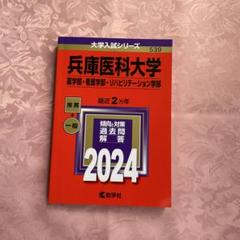 大学入試シリーズ
539
兵庫医科大学
薬学部・看護学部・リハビリテーション学部
最近2カ年
推薦
一般
傾向と対策
過去問
解答
2024
教学社